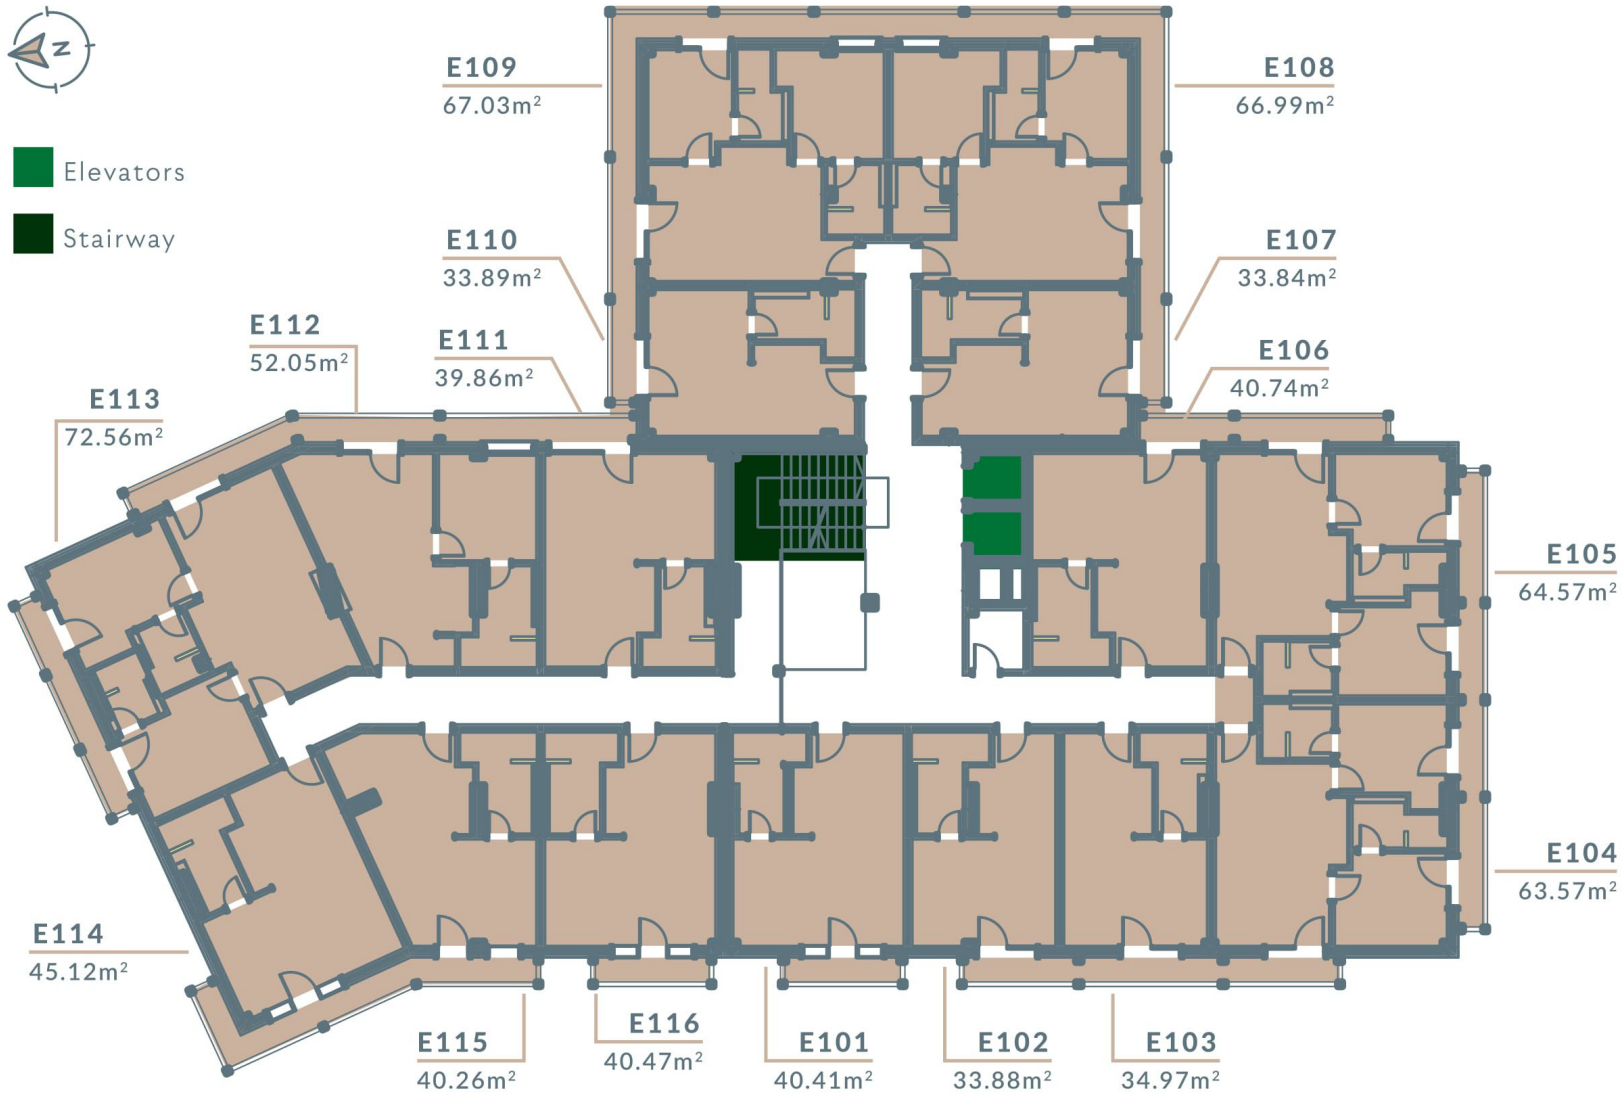 N
E109
67.03m²
E108
66.99m²
Elevators
Stairway
E110
33.89m²
E107
33.84m²
E112
52.05m²
E111
39.86m²
E106
40.74m²
E113
72.56m²
E105
64.57m²
E104
63.57m²
E114
45.12m²
E115
40.26m²
E116
40.47m²
E101
40.41m²
E102
33.88m²
E103
34.97m²